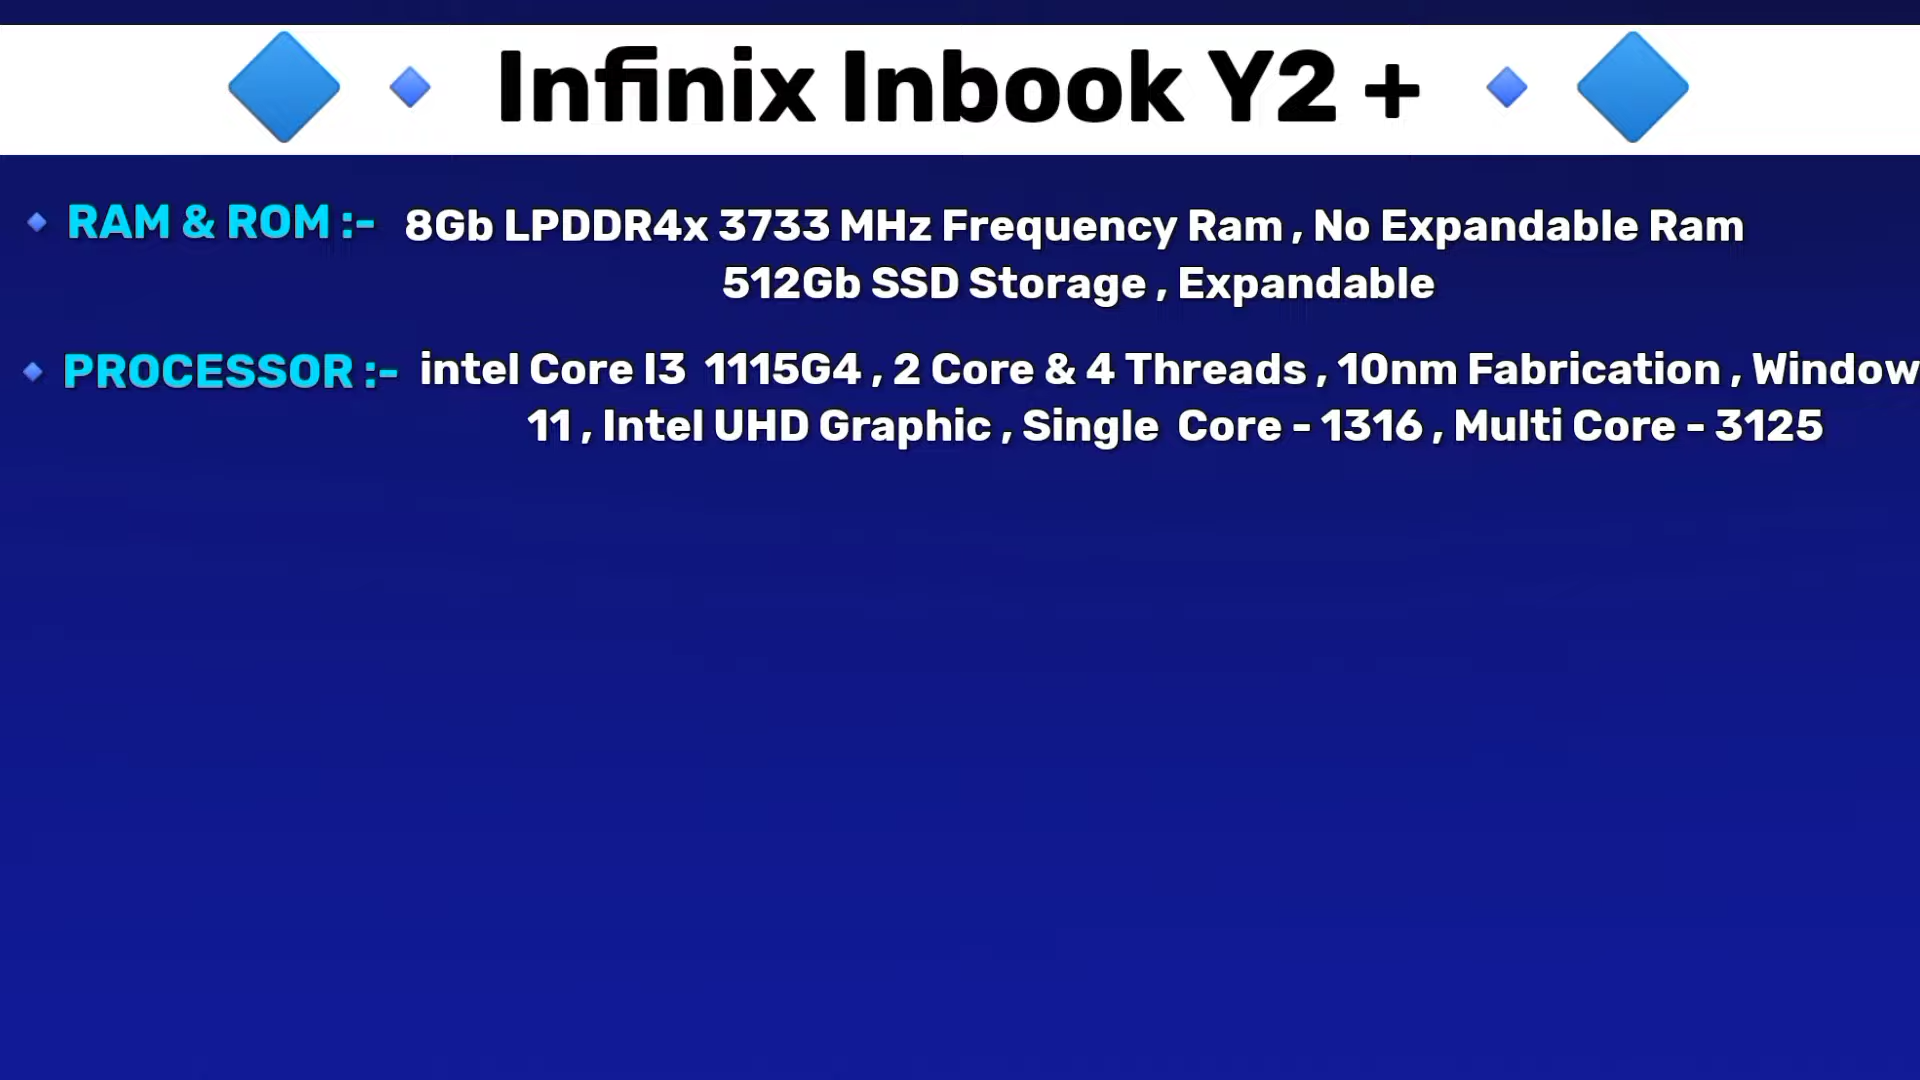 Infinix Inbook Y2 +
RAM & ROM :- 8Gb LPDDR4x 3733 MHz Frequency Ram , No Expandable Ram
512Gb SSD Storage , Expandable
PROCESSOR :- intel Core I3 1115G4 , 2 Core & 4 Threads , 10nm Fabrication , Window
11 , Intel UHD Graphic , Single Core - 1316 , Multi Core - 3125